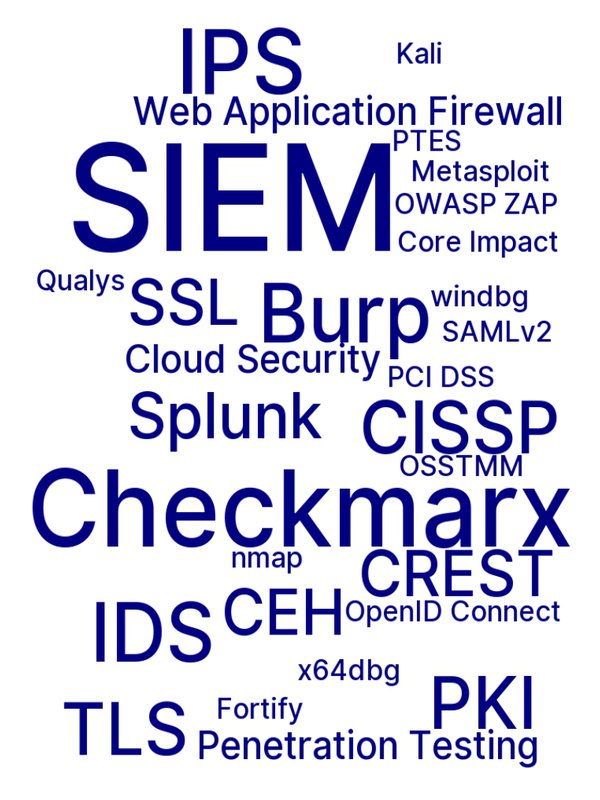 IPS
Kali
Web Application Firewall
PTES
SIEM
Metasploit
OWASP ZAP
Core Impact
Qualys
SSL
Burp
windbg
SAMLv2
Cloud Security
PCI DSS
Splunk
CISSP
OSSTMM
Checkmarx
nmap
CREST
IDS
CEH
OpenID Connect
x64dbg
PKI
TLS
Fortify
Penetration Testing